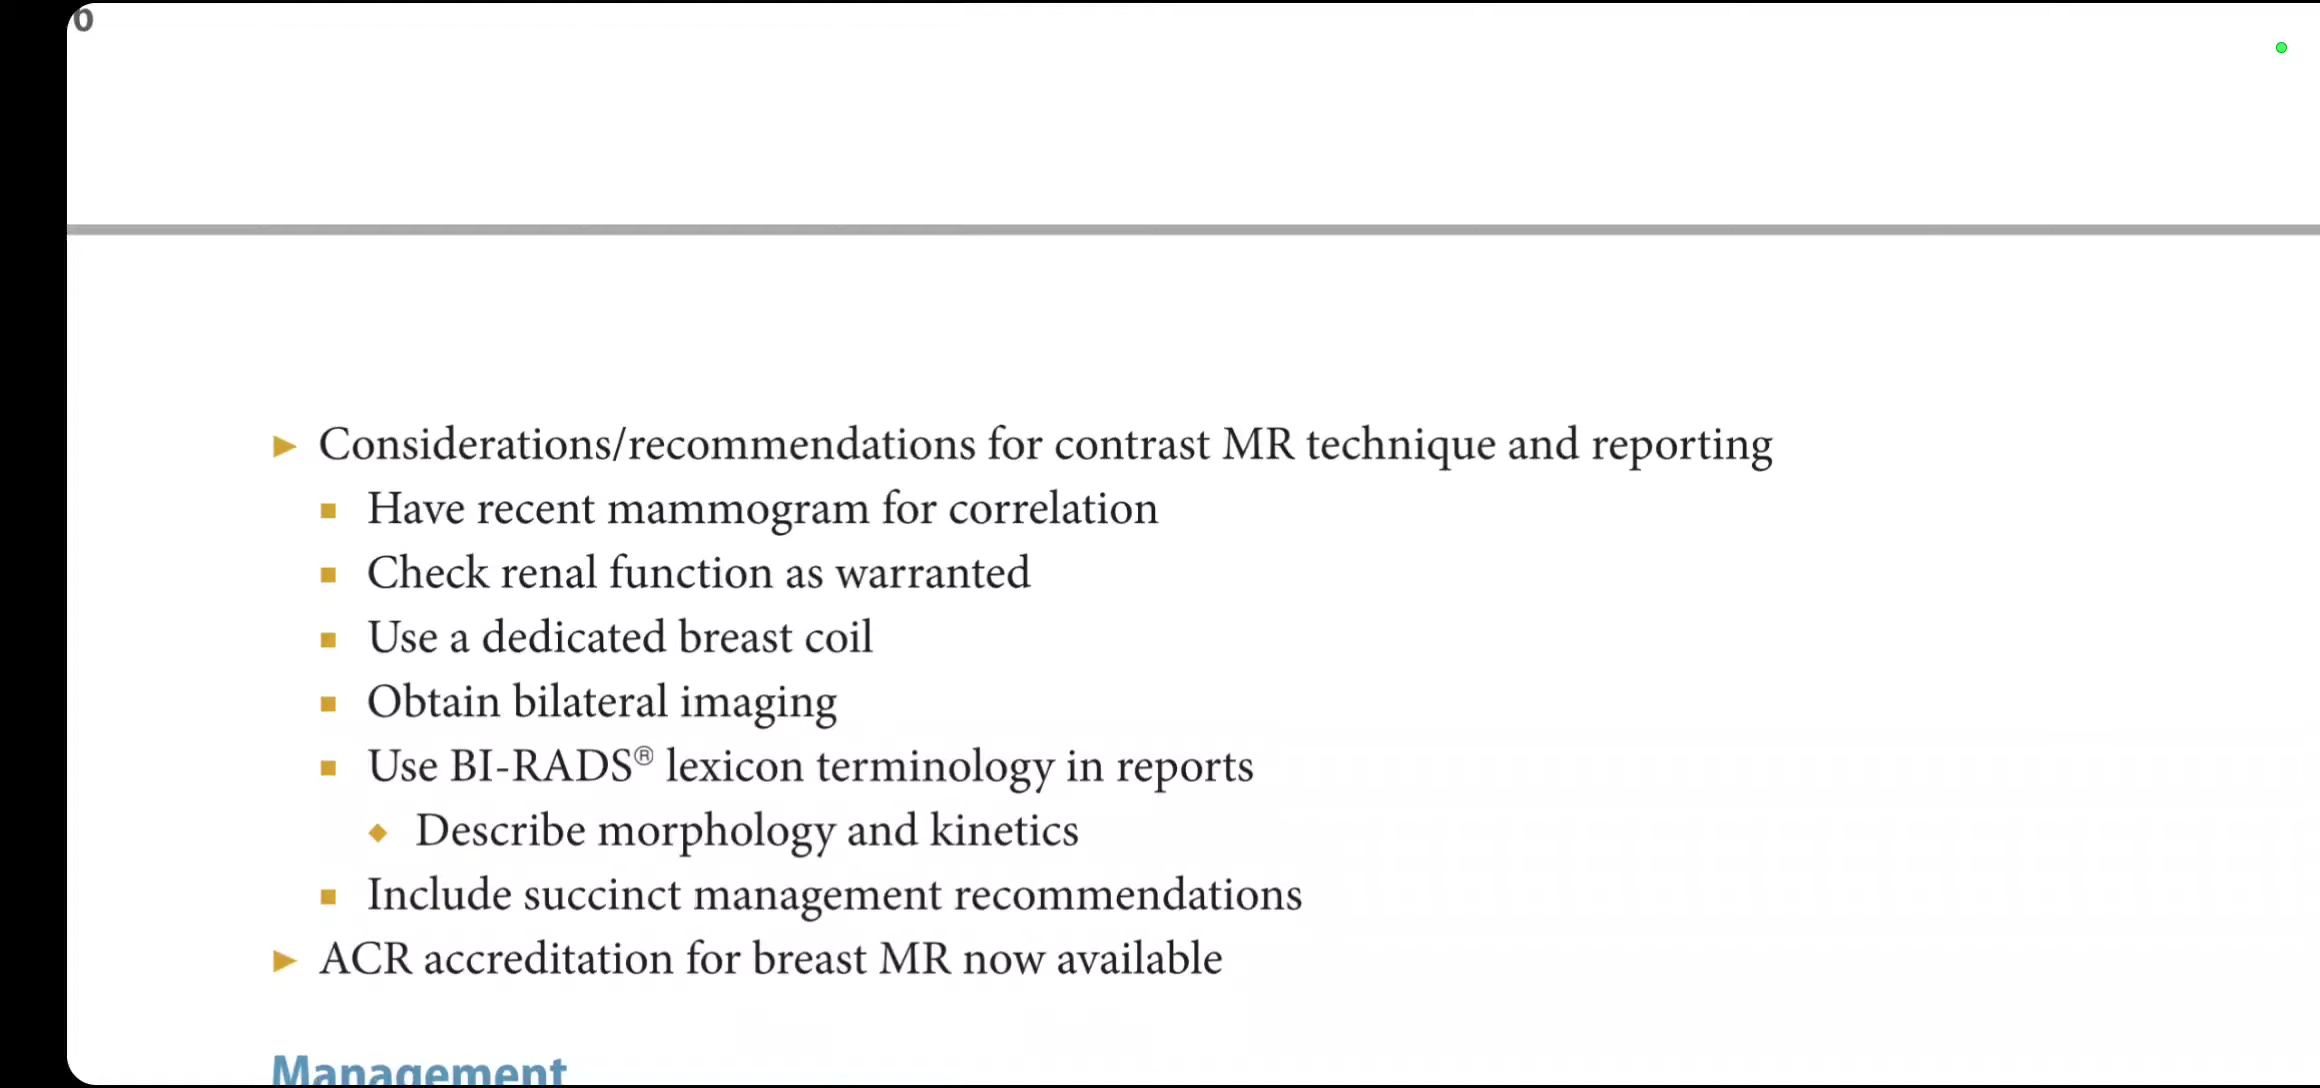 ► Considerations/recommendations for contrast MR technique and reporting
■ Have recent mammogram for correlation
■ Check renal function as warranted
■ Use a dedicated breast coil
■ Obtain bilateral imaging
■ Use BI-RADS® lexicon terminology in reports
◆ Describe morphology and kinetics
■ Include succinct management recommendations
► ACR accreditation for breast MR now available
Management